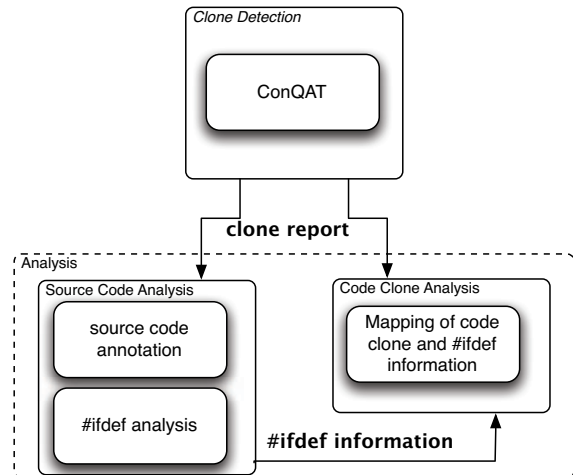 Clone Detection
ConQAT
clone report
Analysis
Source Code Analysis
source code
annotation
#ifdef analysis
Code Clone Analysis
Mapping of code
clone and #ifdef
information
#ifdef information